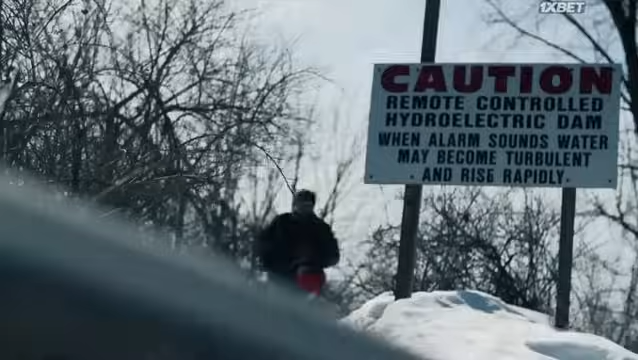 1XBET
CAUTION
REMOTE CONTROLLED
HYDROELECTRIC DAM
WHEN ALARM SOUNDS WATER
MAY BECOME TURBULENT
AND RISE RAPIDLY.